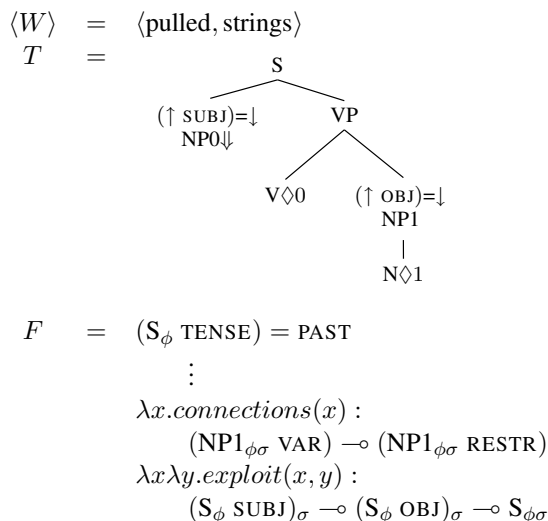 ⟨W⟩ = ⟨pulled, strings⟩
T =
S
(↑ SUBJ)=↓ VP
NP0⇓
V◊0 (↑ OBJ)=↓
NP1
N◊1
F = (S_ϕ TENSE) = PAST
⋮
λx.connections(x) :
(NP1_ϕσ VAR) ⊸ (NP1_ϕσ RESTR)
λxλy.exploit(x, y) :
(S_ϕ SUBJ)_σ ⊸ (S_ϕ OBJ)_σ ⊸ S_ϕσ